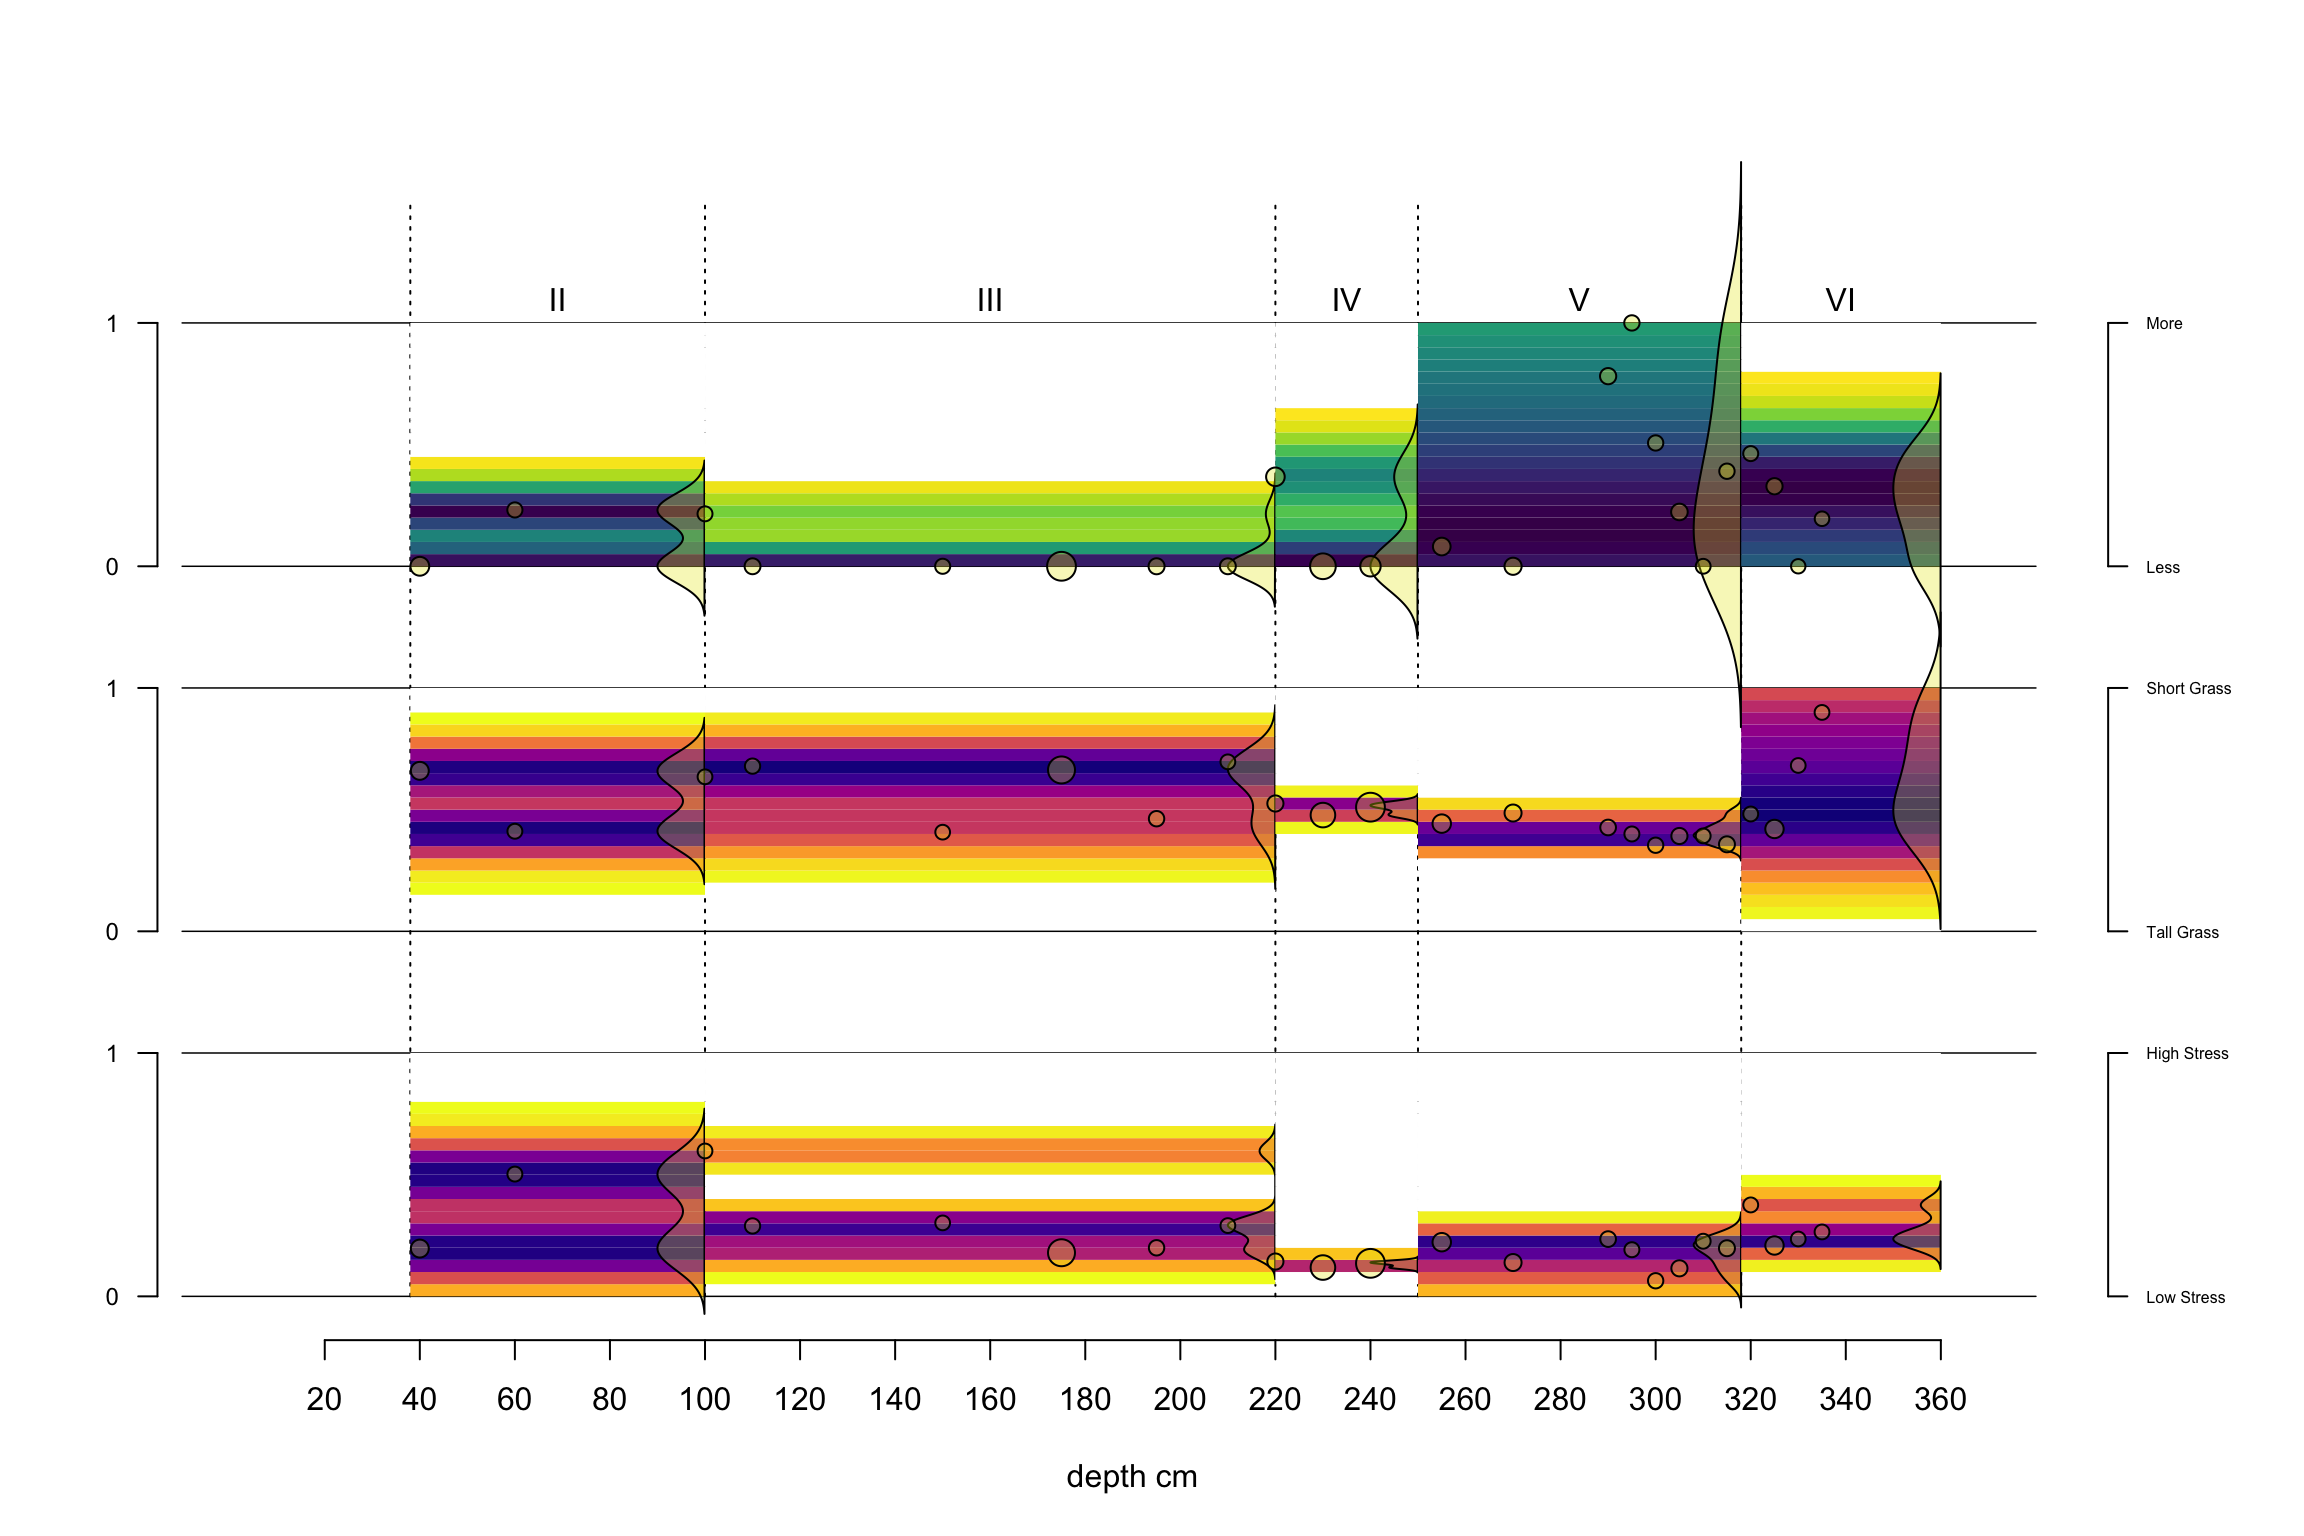 II III IV V VI
1 More
0 Less
1 Short Grass
0 Tall Grass
1 High Stress
0 Low Stress
20 40 60 80 100 120 140 160 180 200 220 240 260 280 300 320 340 360
depth cm